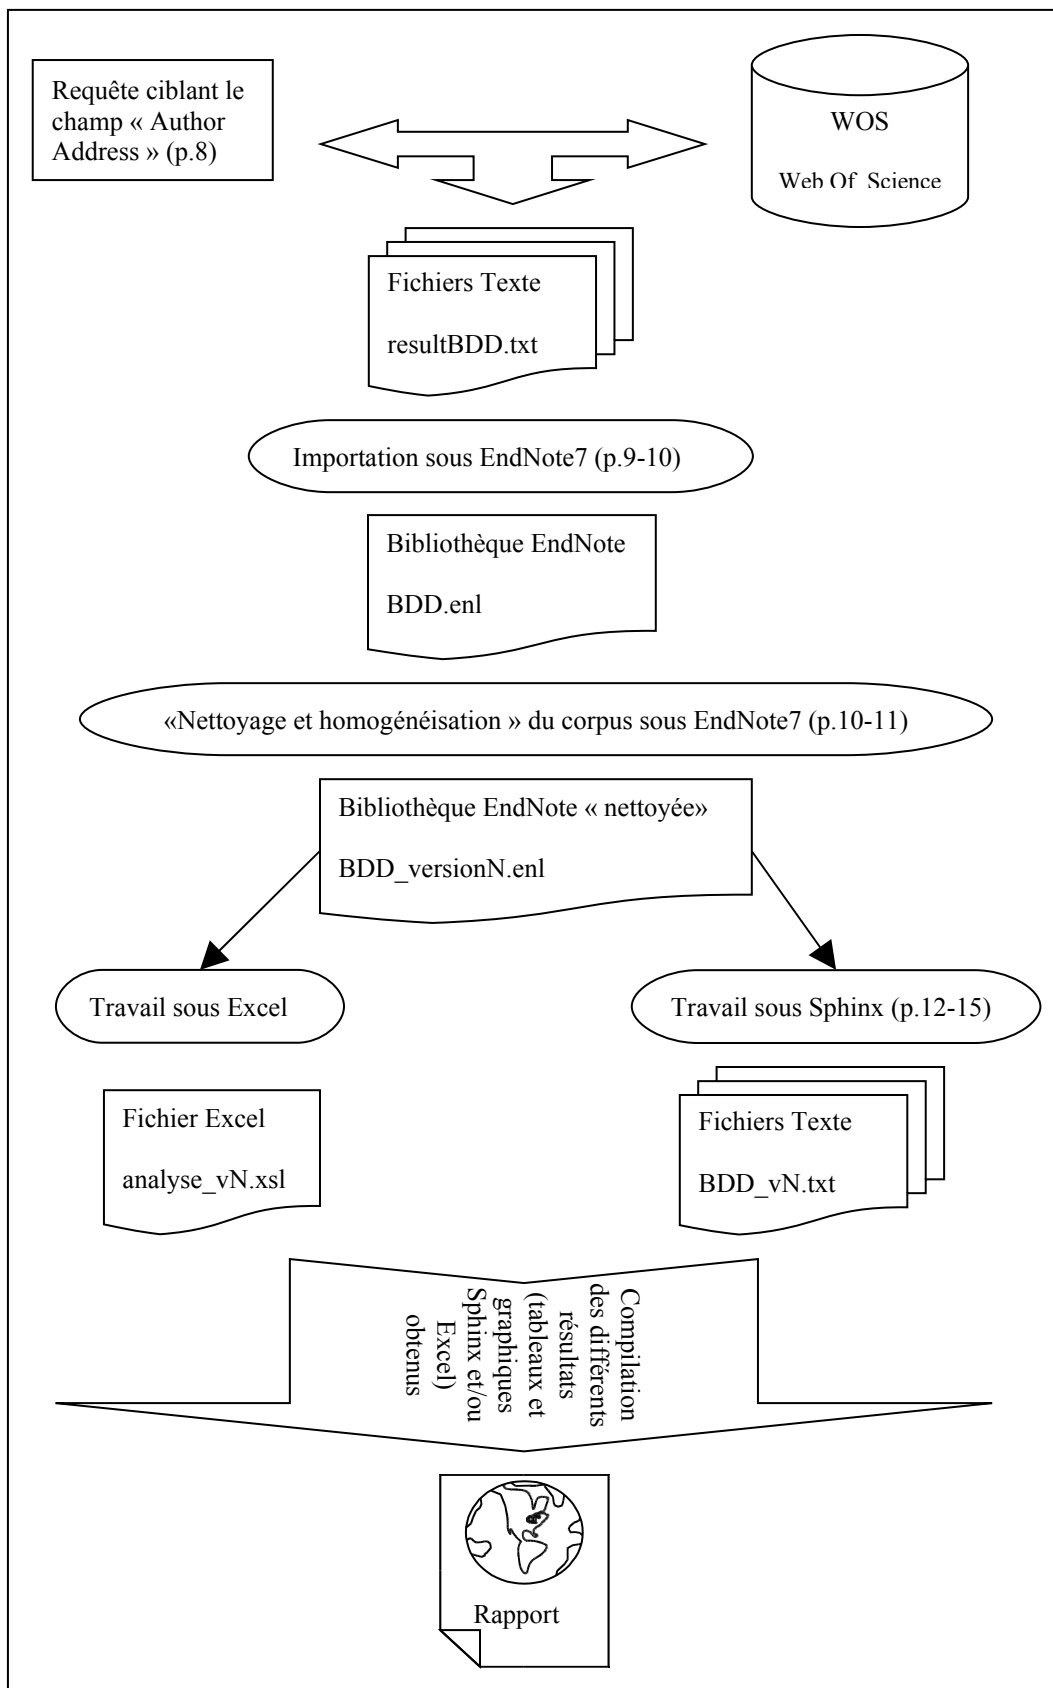 Requête ciblant le
champ « Author
Address » (p.8)
WOS
Web Of Science
Fichiers Texte
resultBDD.txt
Importation sous EndNote7 (p.9-10)
Bibliothèque EndNote
BDD.enl
«Nettoyage et homogénéisation » du corpus sous EndNote7 (p.10-11)
Bibliothèque EndNote « nettoyée»
BDD_versionN.enl
Travail sous Excel
Travail sous Sphinx (p.12-15)
Fichier Excel
analyse_vN.xsl
Fichiers Texte
BDD_vN.txt
Compilation
des différents
résultats
(tableaux et
graphiques
Sphinx et/ou
Excel)
obtenus
Rapport